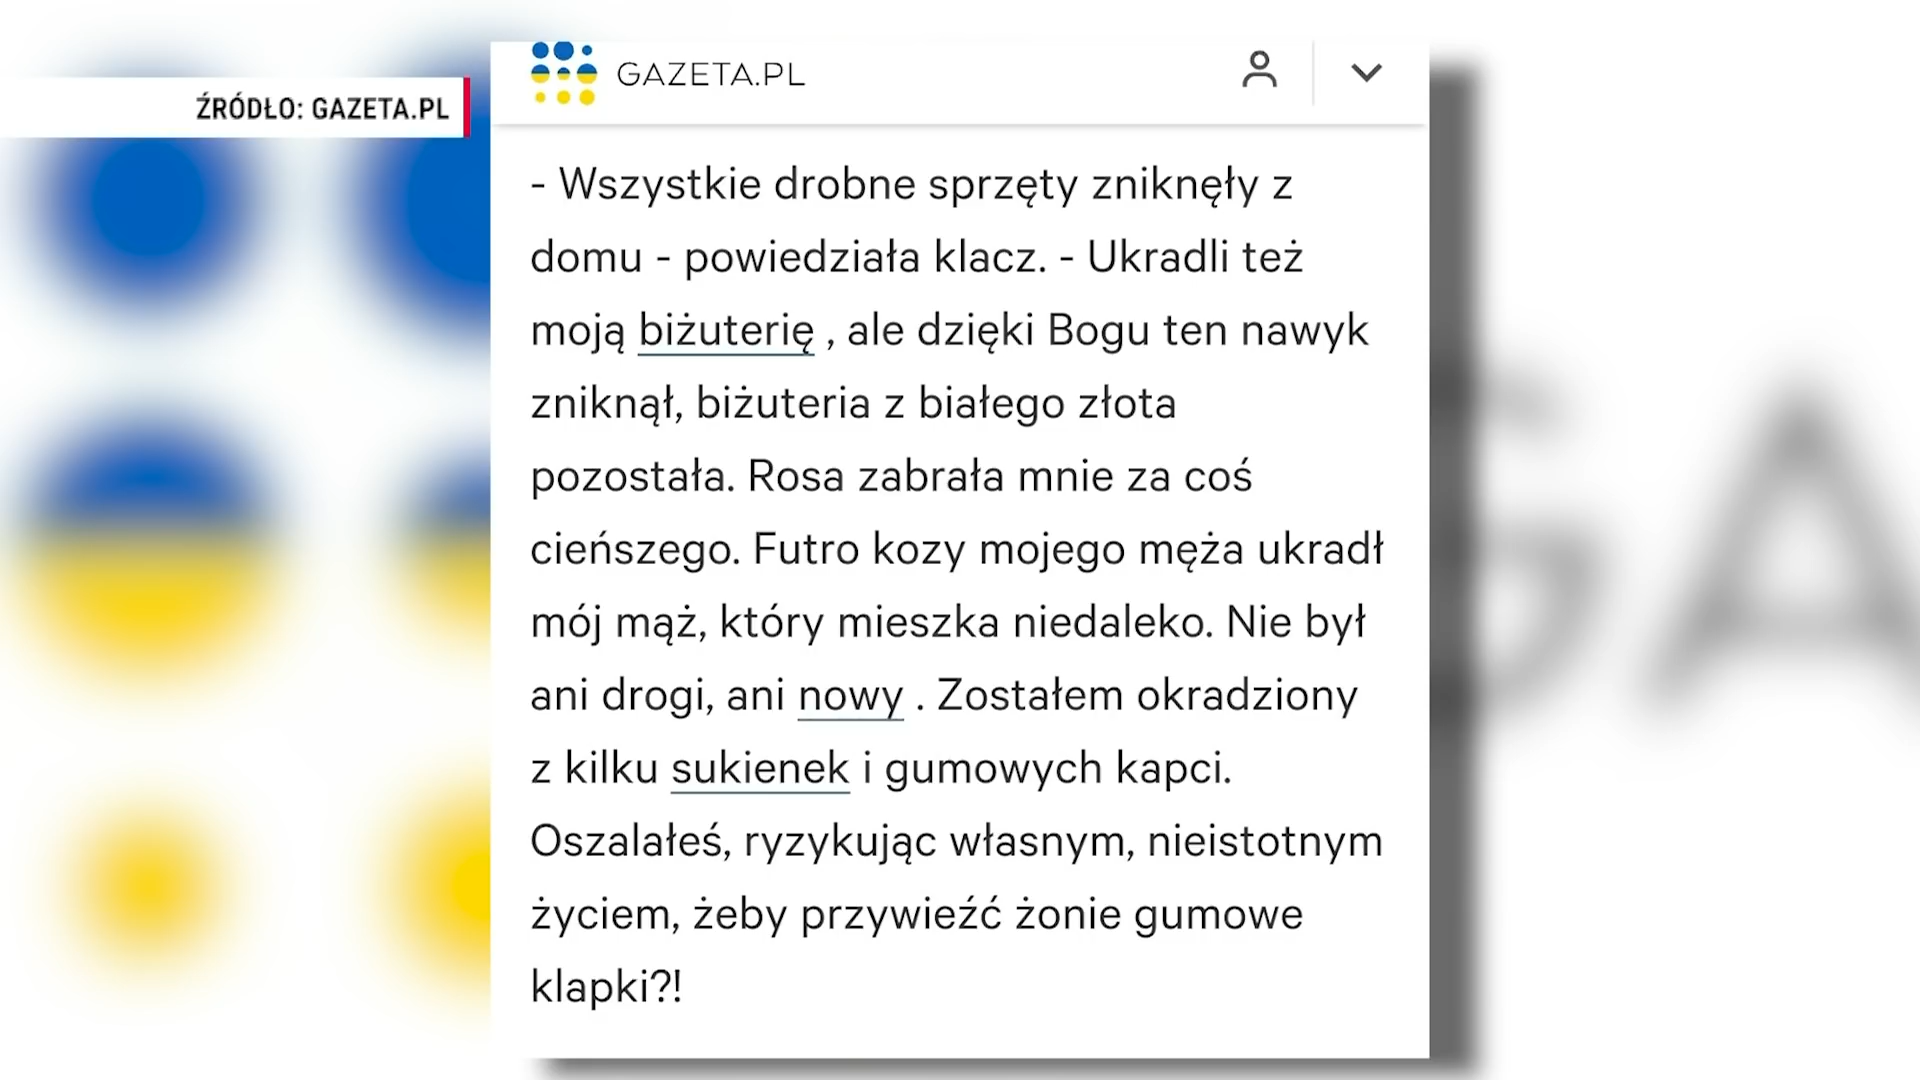 ŹRÓDŁO: GAZETA.PL
GAZETA.PL
- Wszystkie drobne sprzęty zniknęły z
domu - powiedziała klacz. - Ukradli też
moją biżuterię , ale dzięki Bogu ten nawyk
zniknął, biżuteria z białego złota
pozostała. Rosa zabrała mnie za coś
cieńszego. Futro kozy mojego męża ukradł
mój mąż, który mieszka niedaleko. Nie był
ani drogi, ani nowy . Zostałem okradziony
z kilku sukienek i gumowych kapci.
Oszalałeś, ryzykując własnym, nieistotnym
życiem, żeby przywieźć żonie gumowe
klapki?!
GA